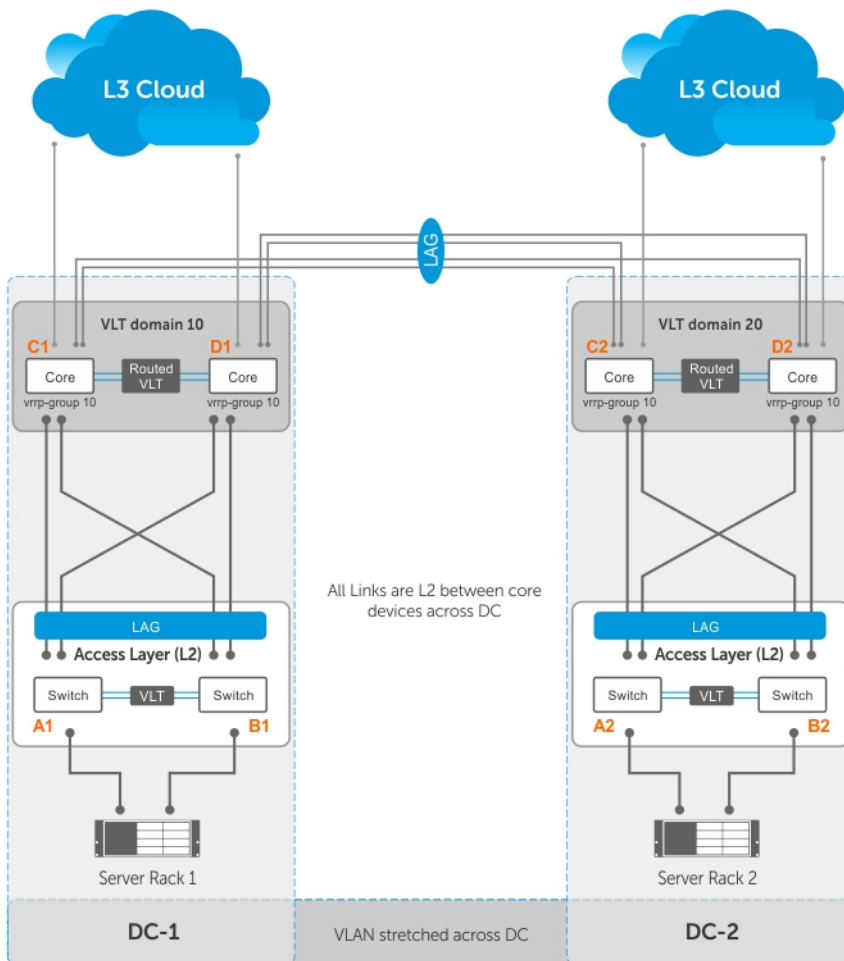 L3 Cloud
L3 Cloud
LAG
VLT domain 10
C1
D1
Core
Routed
VLT
Core
vrrp-group 10
vrrp-group 10
VLT domain 20
C2
D2
Core
Routed
VLT
Core
vrrp-group 10
vrrp-group 10
All Links are L2 between core
devices across DC
LAG
Access Layer (L2)
Switch
VLT
Switch
A1
B1
LAG
Access Layer (L2)
Switch
VLT
Switch
A2
B2
Server Rack 1
Server Rack 2
DC-1
VLAN stretched across DC
DC-2